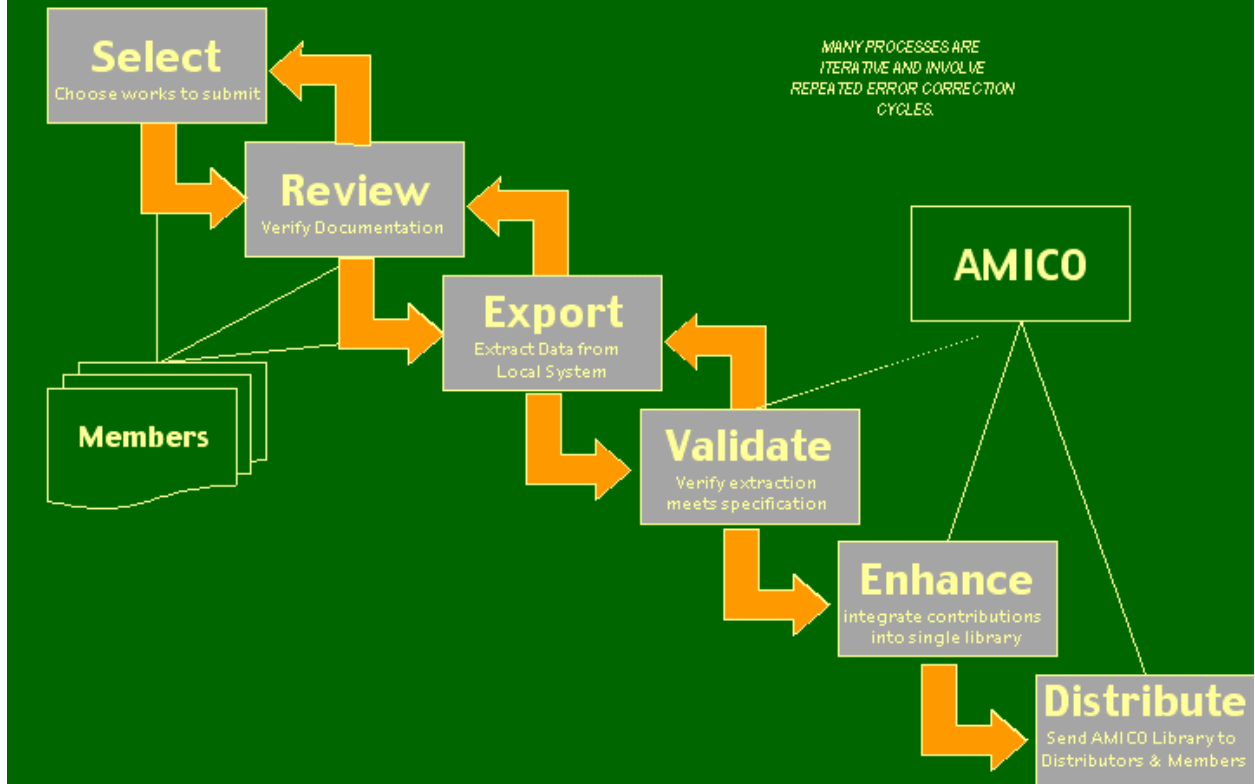 Select
Choose works to submit
MANY PROCESSES ARE
ITERATIVE AND INVOLVE
REPEATED ERROR CORRECTION
CYCLES.
Review
Verify Documentation
AMICO
Export
Extract Data from
Local System
Members
Validate
Verify extraction
meets specification
Enhance
integrate contributions
into single library
Distribute
Send AMICO Library to
Distributors & Members